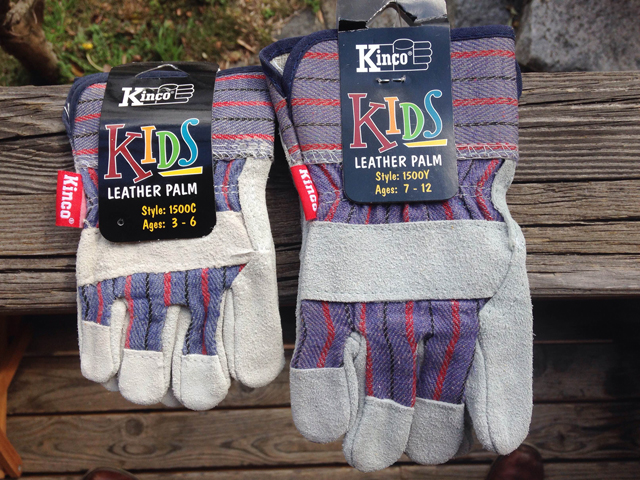 Kinco®
KIDS
LEATHER PALM
Style: 1500C
Ages: 3 - 6
Kinco®
Kinco®
KIDS
LEATHER PALM
Style: 1500Y
Ages: 7 - 12
Kinco®